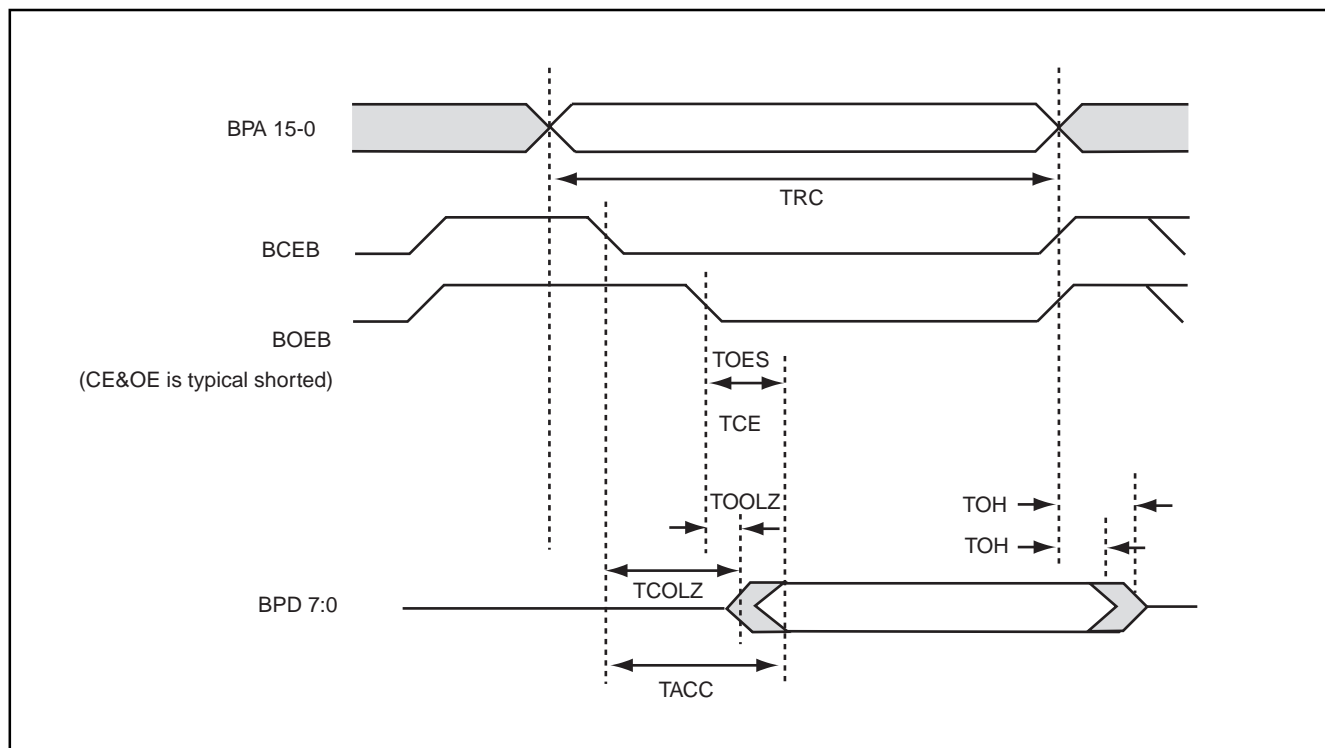 BPA 15-0
TRC
BCEB
BOEB
TOES
(CE&OE is typical shorted)
TCE
TOOLZ
TOH
TOH
TCOLZ
BPD 7:0
TACC